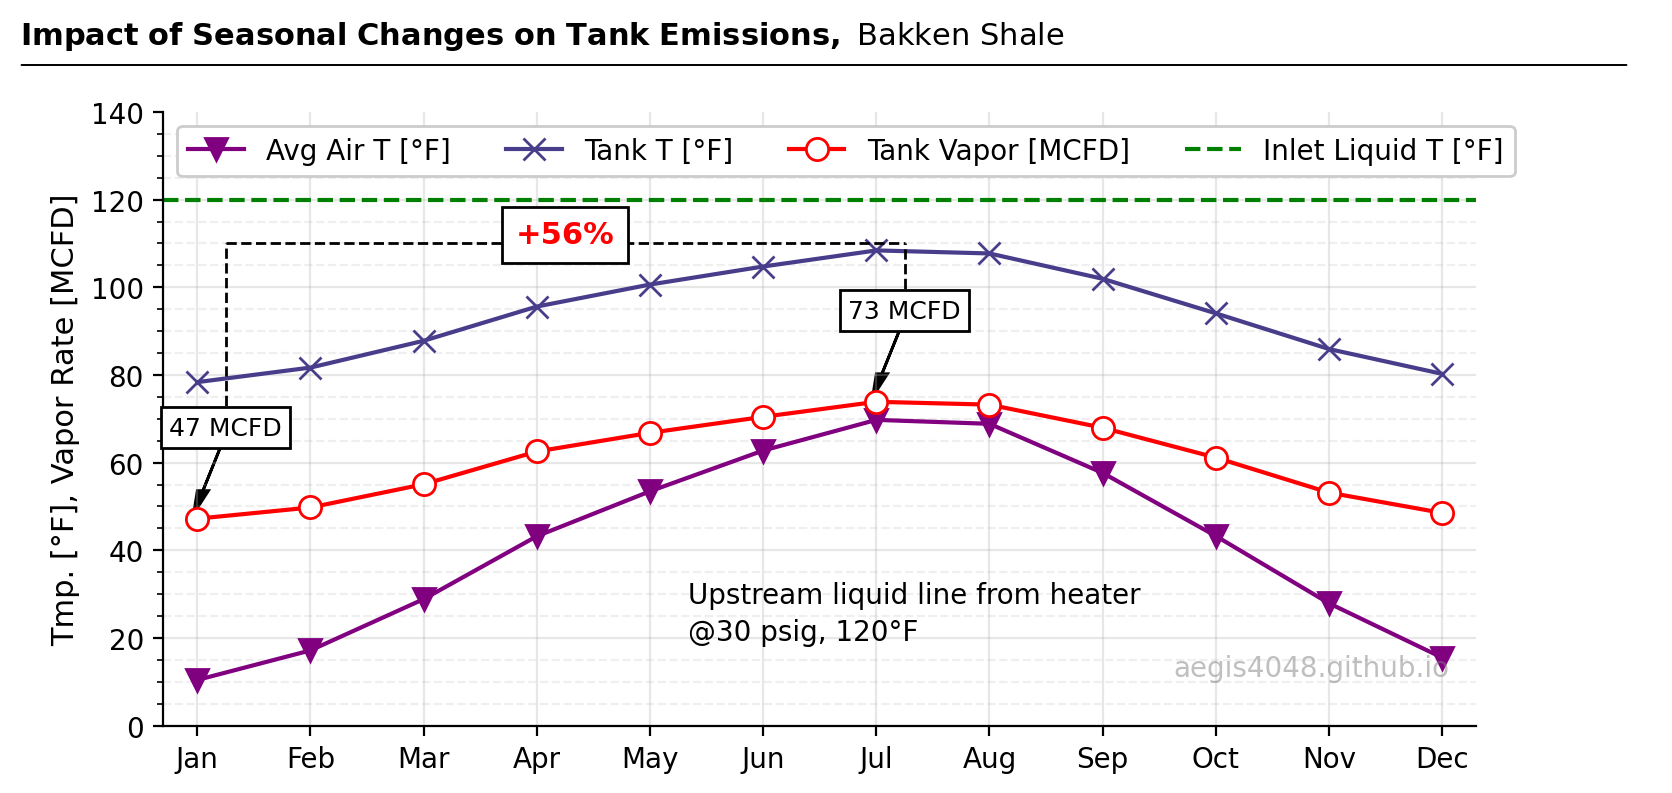 Impact of Seasonal Changes on Tank Emissions, Bakken Shale
Avg Air T [°F] Tank T [°F] Tank Vapor [MCFD] Inlet Liquid T [°F]
Tmp. [°F], Vapor Rate [MCFD]
140
120
100
80
60
40
20
0
+56%
73 MCFD
47 MCFD
Upstream liquid line from heater
@30 psig, 120°F
aegis4048.github.io
Jan Feb Mar Apr May Jun Jul Aug Sep Oct Nov Dec